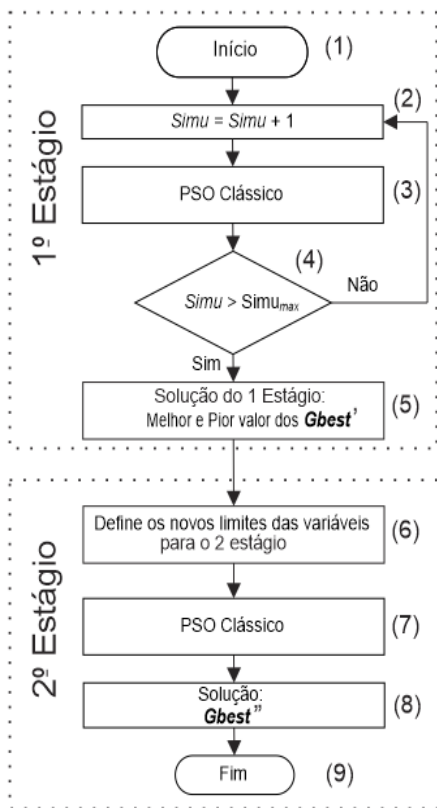 1º Estágio
Início
(1)
Simu = Simu + 1
(2)
PSO Clássico
(3)
Simu > Simumax
(4)
Não
Sim
Solução do 1 Estágio:
Melhor e Pior valor dos Gbest'
(5)
2º Estágio
Define os novos limites das variáveis
para o 2 estágio
(6)
PSO Clássico
(7)
Solução:
Gbest"
(8)
Fim
(9)